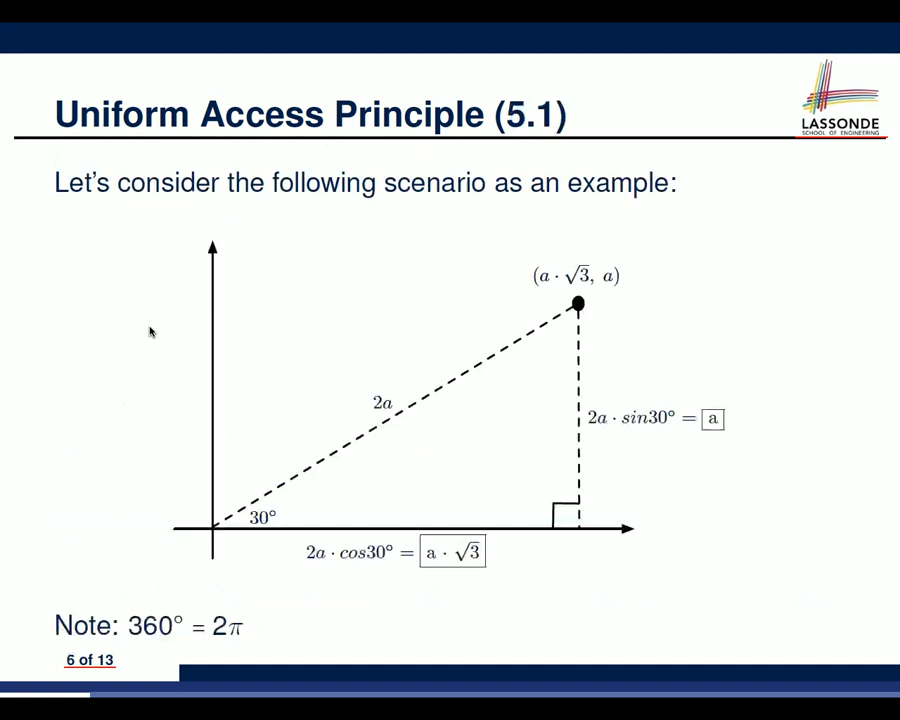 Uniform Access Principle (5.1)
LASSONDE
SCHOOL OF ENGINEERING
Let's consider the following scenario as an example:
(a · √3, a)
2a
2a · sin30° = a
30°
2a · cos30° = a · √3
Note: 360° = 2π
6 of 13